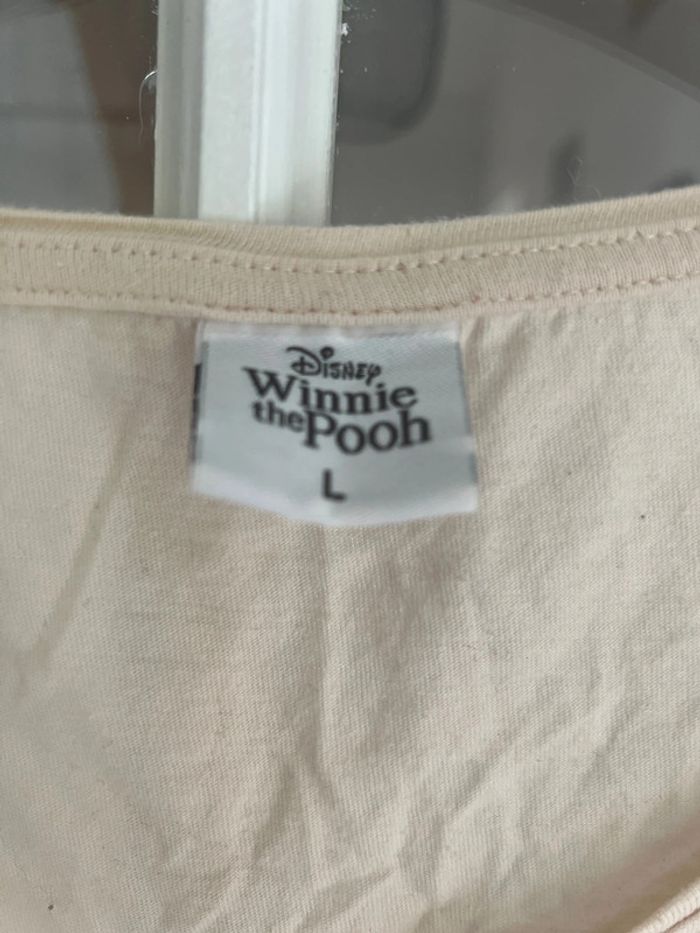 Disney
Winnie
the Pooh
L